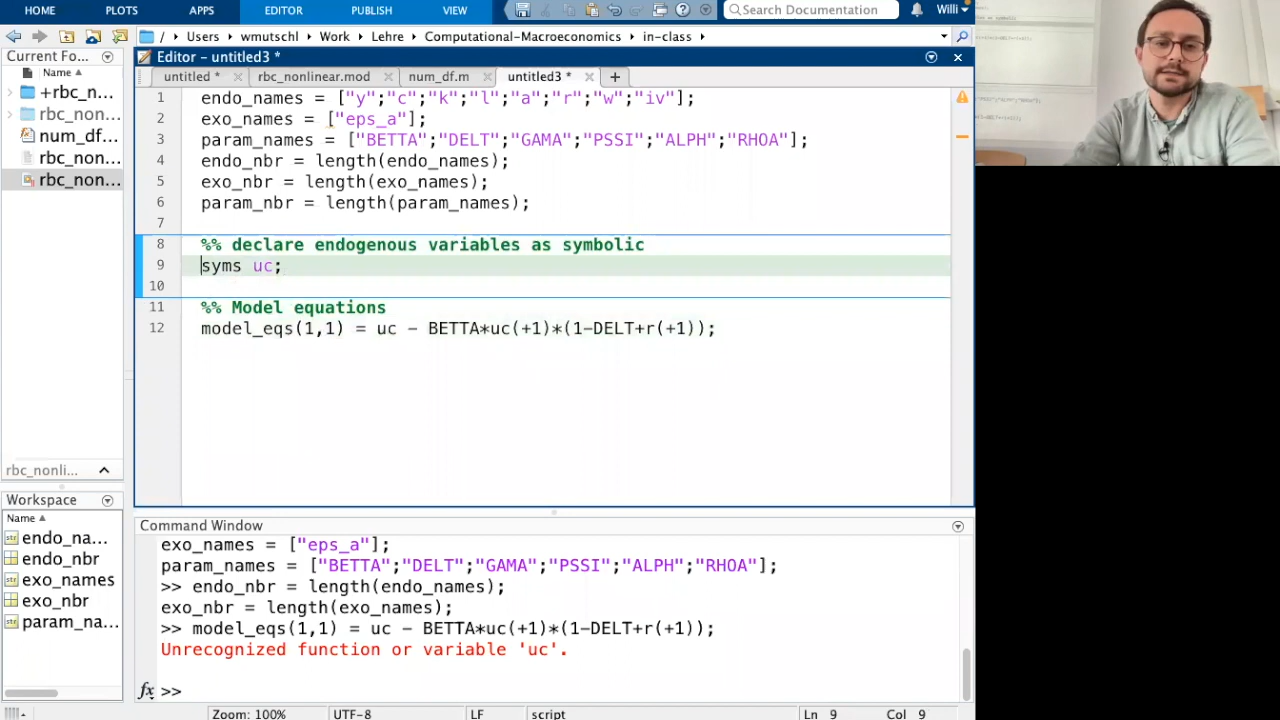 HOME PLOTS APPS EDITOR PUBLISH VIEW Search Documentation Willi
/ Users wmutschl Work Lehre Computational-Macroeconomics in-class
Current Fo...
Name
+rbc_n...
rbc_non...
num_df...
rbc_non...
rbc_non...
rbc_nonli...
Workspace
Name
endo_na...
endo_nbr
exo_names
exo_nbr
param_na...
Editor - untitled3 *
untitled * rbc_nonlinear.mod num_df.m untitled3 * +
1 endo_names = ["y";"c";"k";"l";"a";"r";"w";"iv"];
2 exo_names = ["eps_a"];
3 param_names = ["BETTA";"DELT";"GAMA";"PSSI";"ALPH";"RHOA"];
4 endo_nbr = length(endo_names);
5 exo_nbr = length(exo_names);
6 param_nbr = length(param_names);
7
8 %% declare endogenous variables as symbolic
9 syms uc;
10
11 %% Model equations
12 model_eqs(1,1) = uc - BETTA*uc(+1)*(1-DELT+r(+1));
Command Window
exo_names = ["eps_a"];
param_names = ["BETTA";"DELT";"GAMA";"PSSI";"ALPH";"RHOA"];
>> endo_nbr = length(endo_names);
exo_nbr = length(exo_names);
>> model_eqs(1,1) = uc - BETTA*uc(+1)*(1-DELT+r(+1));
Unrecognized function or variable 'uc'.
fx >>
Zoom: 100% UTF-8 LF script Ln 9 Col 9